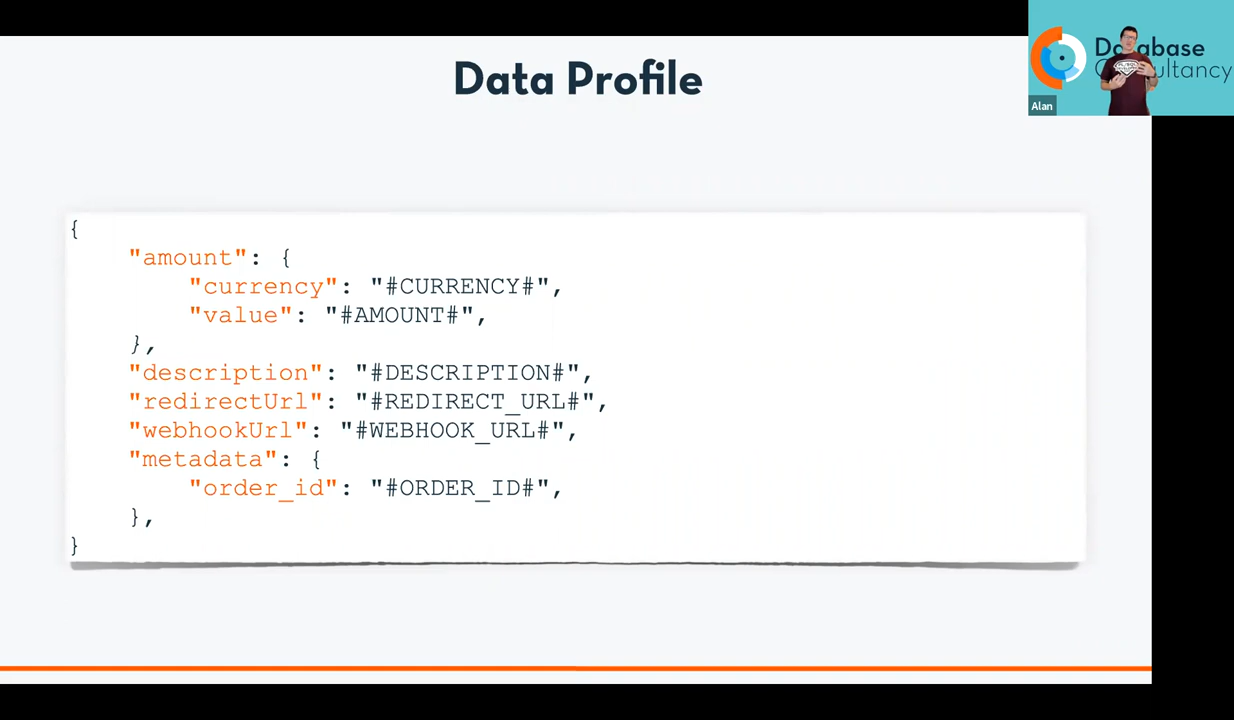 Data Profile
{
"amount": {
"currency": "#CURRENCY#",
"value": "#AMOUNT#",
},
"description": "#DESCRIPTION#",
"redirectUrl": "#REDIRECT_URL#",
"webhookUrl": "#WEBHOOK_URL#",
"metadata": {
"order_id": "#ORDER_ID#",
},
}
Alan